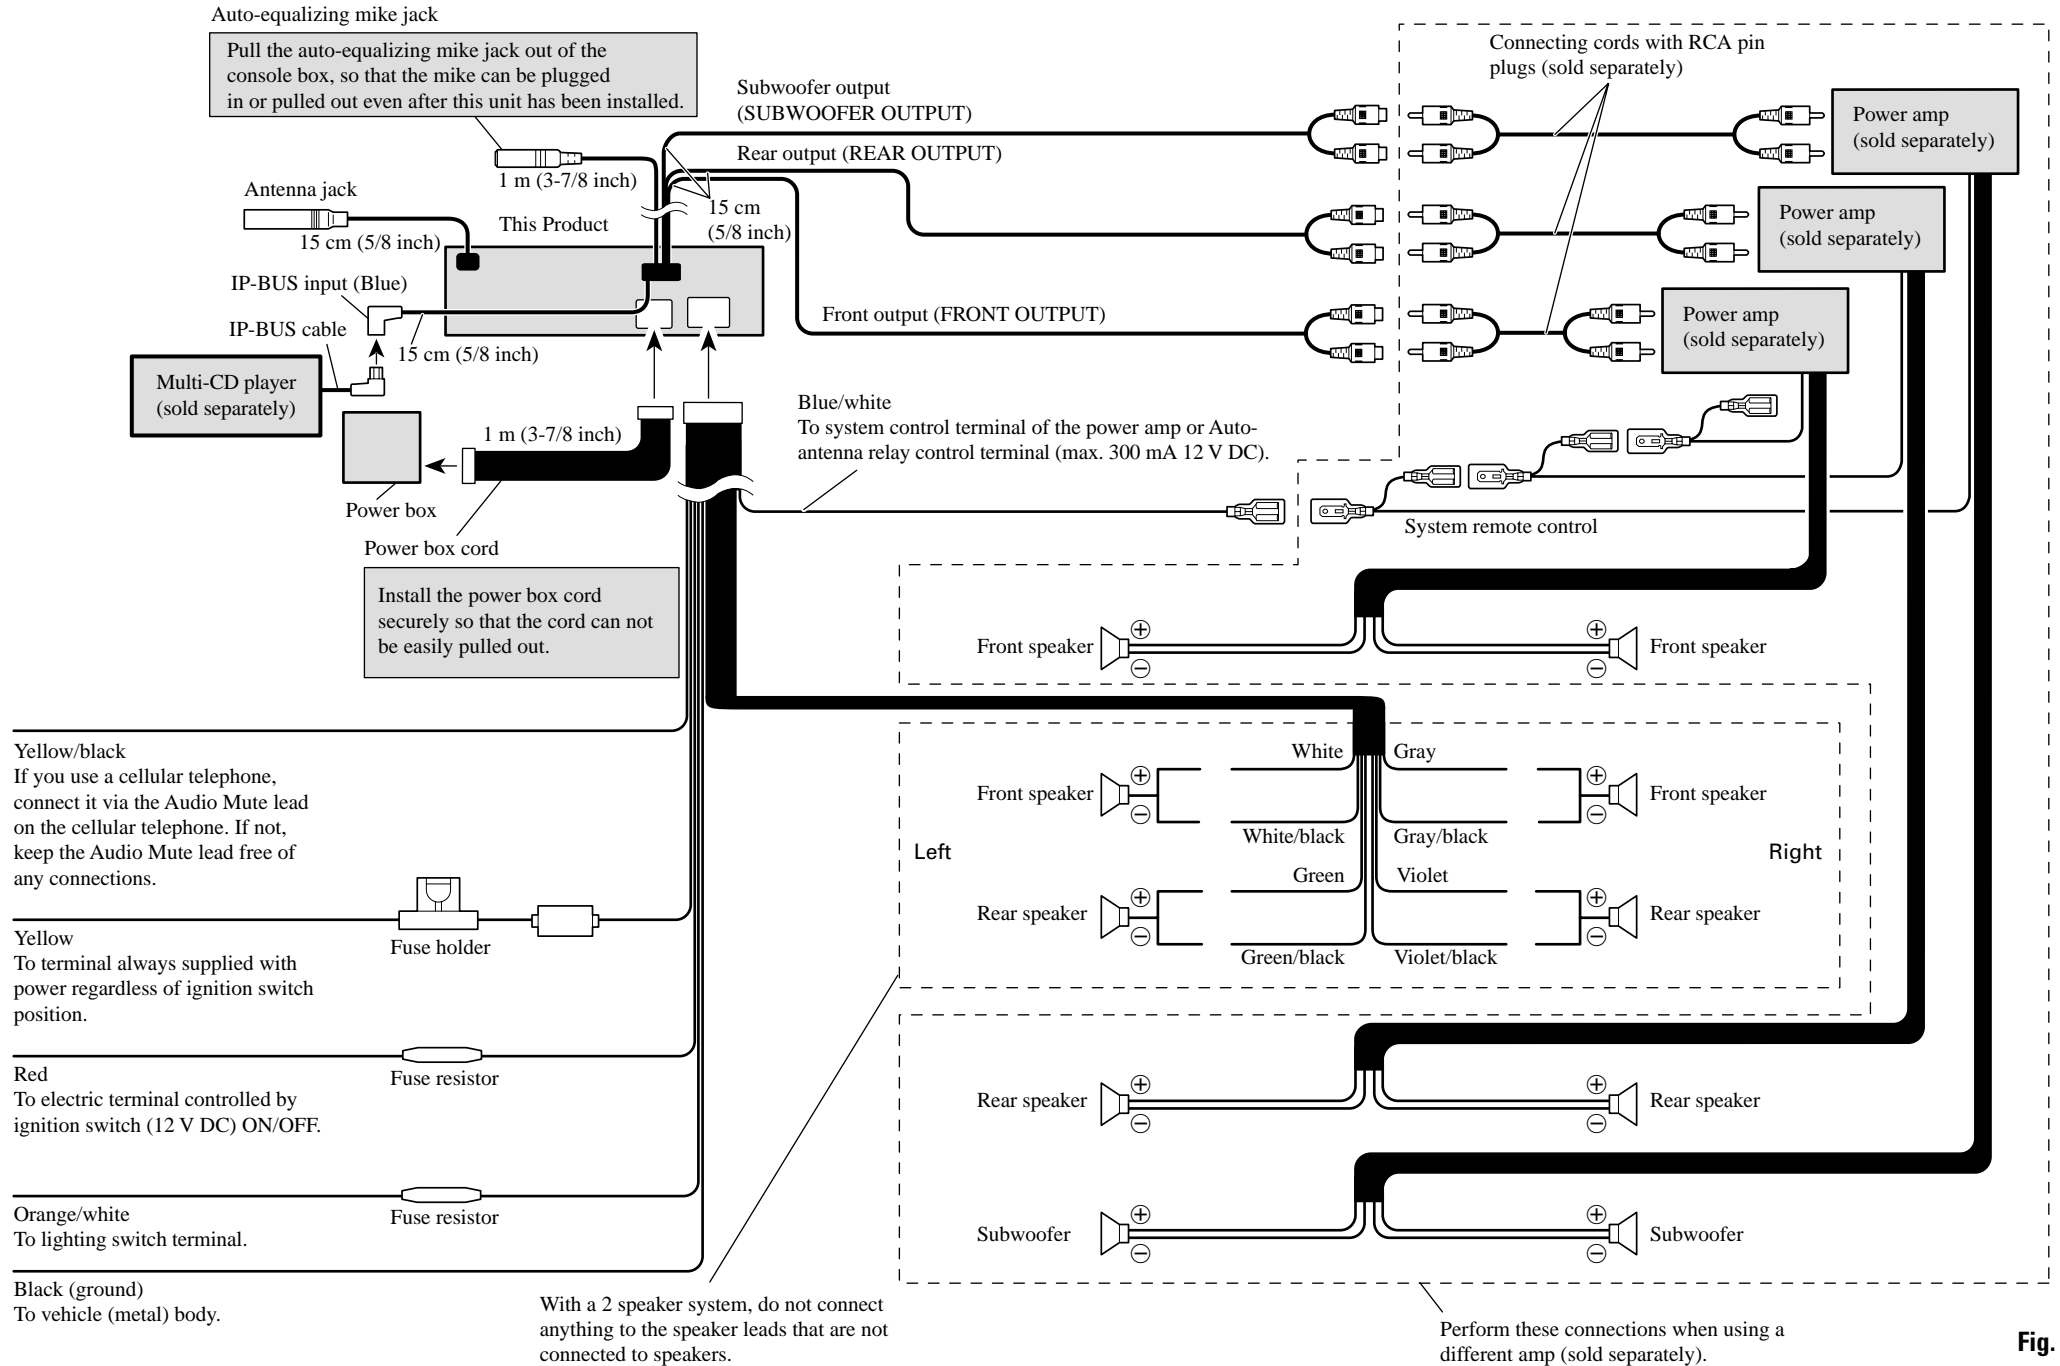 Auto-equalizing mike jack
Pull the auto-equalizing mike jack out of the
console box, so that the mike can be plugged
in or pulled out even after this unit has been installed.
1 m (3-7/8 inch)
Antenna jack
15 cm (5/8 inch)
This Product
IP-BUS input (Blue)
IP-BUS cable
15 cm (5/8 inch)
Multi-CD player
(sold separately)
1 m (3-7/8 inch)
Power box
Power box cord
Install the power box cord
securely so that the cord can not
be easily pulled out.
Subwoofer output
(SUBWOOFER OUTPUT)
Rear output (REAR OUTPUT)
15 cm
(5/8 inch)
Front output (FRONT OUTPUT)
Connecting cords with RCA pin
plugs (sold separately)
Power amp
(sold separately)
Power amp
(sold separately)
Power amp
(sold separately)
Blue/white
To system control terminal of the power amp or Auto-
antenna relay control terminal (max. 300 mA 12 V DC).
System remote control
Front speaker
+
−
+
−
Front speaker
Yellow/black
If you use a cellular telephone,
connect it via the Audio Mute lead
on the cellular telephone. If not,
keep the Audio Mute lead free of
any connections.
Fuse holder
Yellow
To terminal always supplied with
power regardless of ignition switch
position.
Fuse resistor
Red
To electric terminal controlled by
ignition switch (12 V DC) ON/OFF.
Fuse resistor
Orange/white
To lighting switch terminal.
Black (ground)
To vehicle (metal) body.
White
Gray
Front speaker
+
−
+
−
Front speaker
White/black
Gray/black
Left
Right
Green
Violet
Rear speaker
+
−
+
−
Rear speaker
Green/black
Violet/black
Rear speaker
+
−
+
−
Rear speaker
Subwoofer
+
−
+
−
Subwoofer
With a 2 speaker system, do not connect
anything to the speaker leads that are not
connected to speakers.
Perform these connections when using a
different amp (sold separately).
Fig.